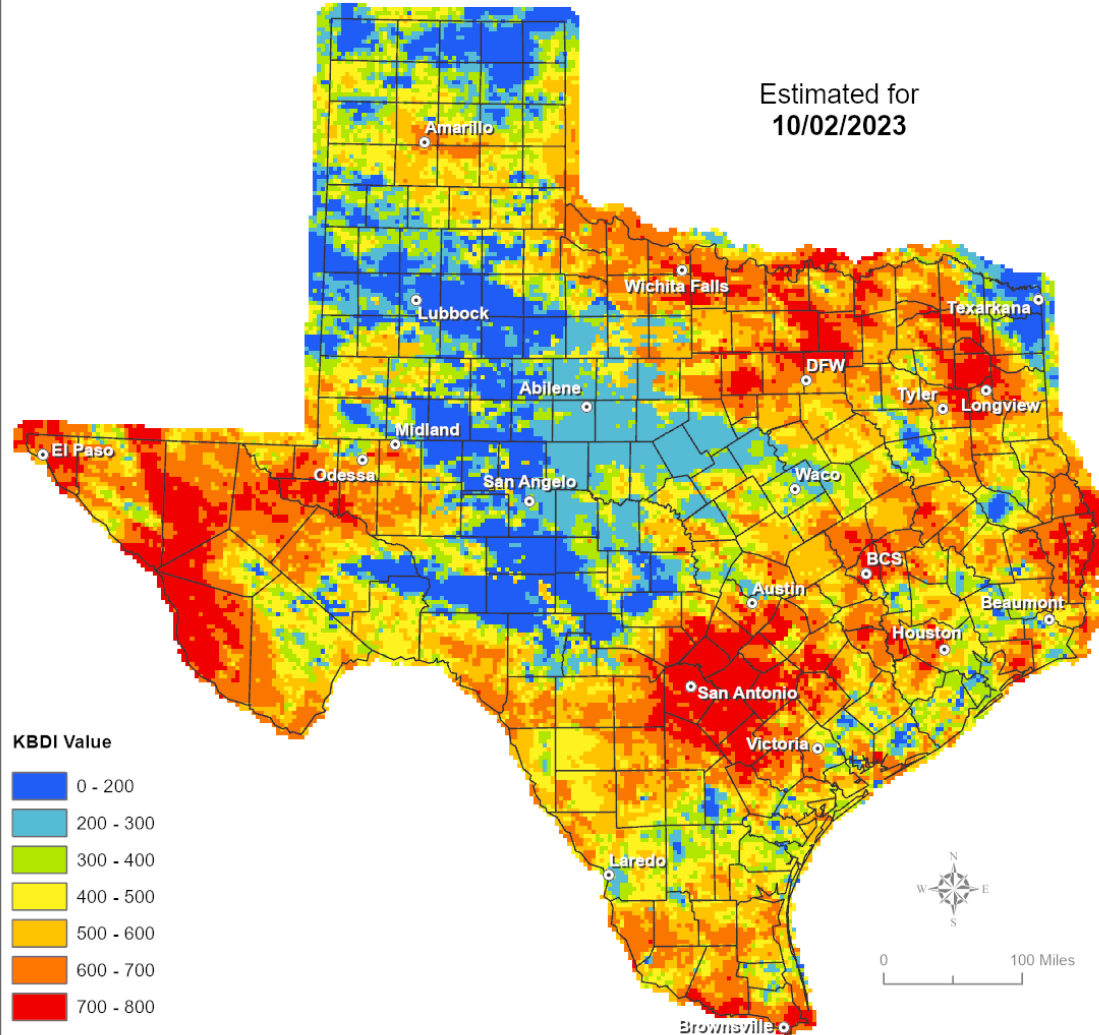 Estimated for
10/02/2023
Amarillo
Wichita Falls
Lubbock
Texarkana
DFW
Abilene
Tyler
Longview
Midland
El Paso
Odessa
San Angelo
Waco
BCS
Austin
Beaumont
Houston
San Antonio
Victoria
KBDI Value
0 - 200
200 - 300
300 - 400
400 - 500
500 - 600
600 - 700
700 - 800
Laredo
N
W
E
S
0
100 Miles
Brownsville